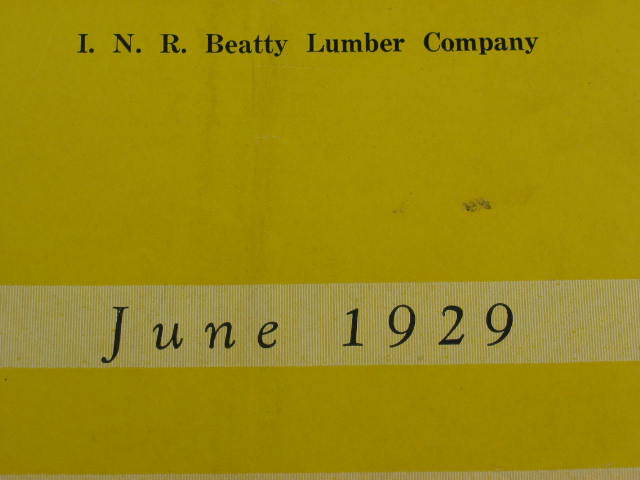 I. N. R. Beatty Lumber Company
June 1929